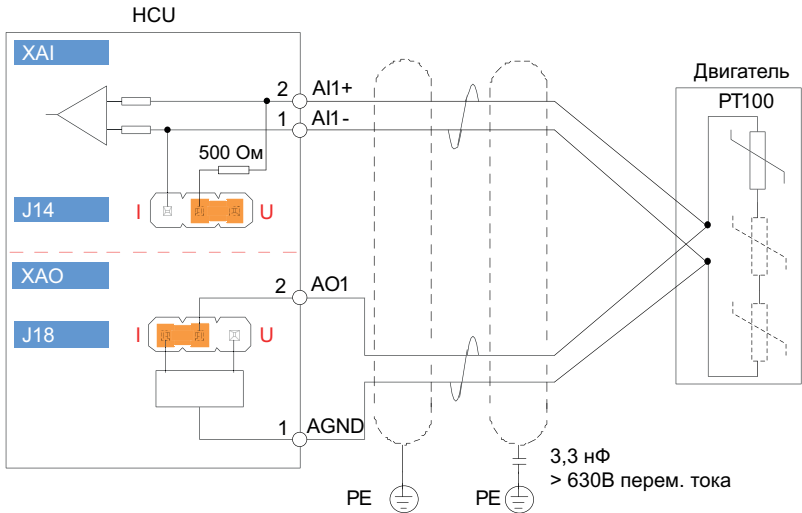 HCU
XAI
2 AI1+
1 AI1-
500 Ом
J14
I U
XAO
2 AO1
J18
I U
1 AGND
Двигатель
PT100
3,3 нФ
> 630В перем. тока
PE
PE